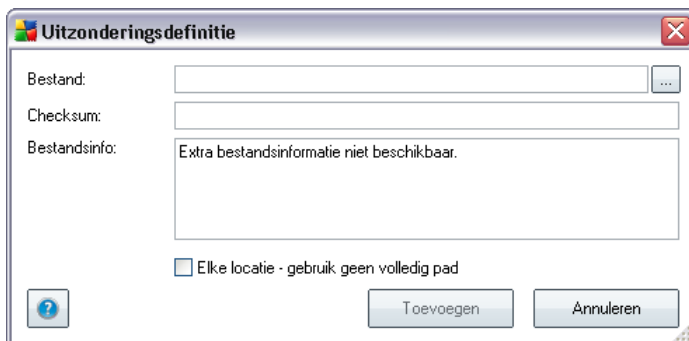 Uitzonderingsdefinitie
Bestand:
...
Checksum:
Bestandsinfo:
Extra bestandsinformatie niet beschikbaar.
Elke locatie - gebruik geen volledig pad
?
Toevoegen
Annuleren